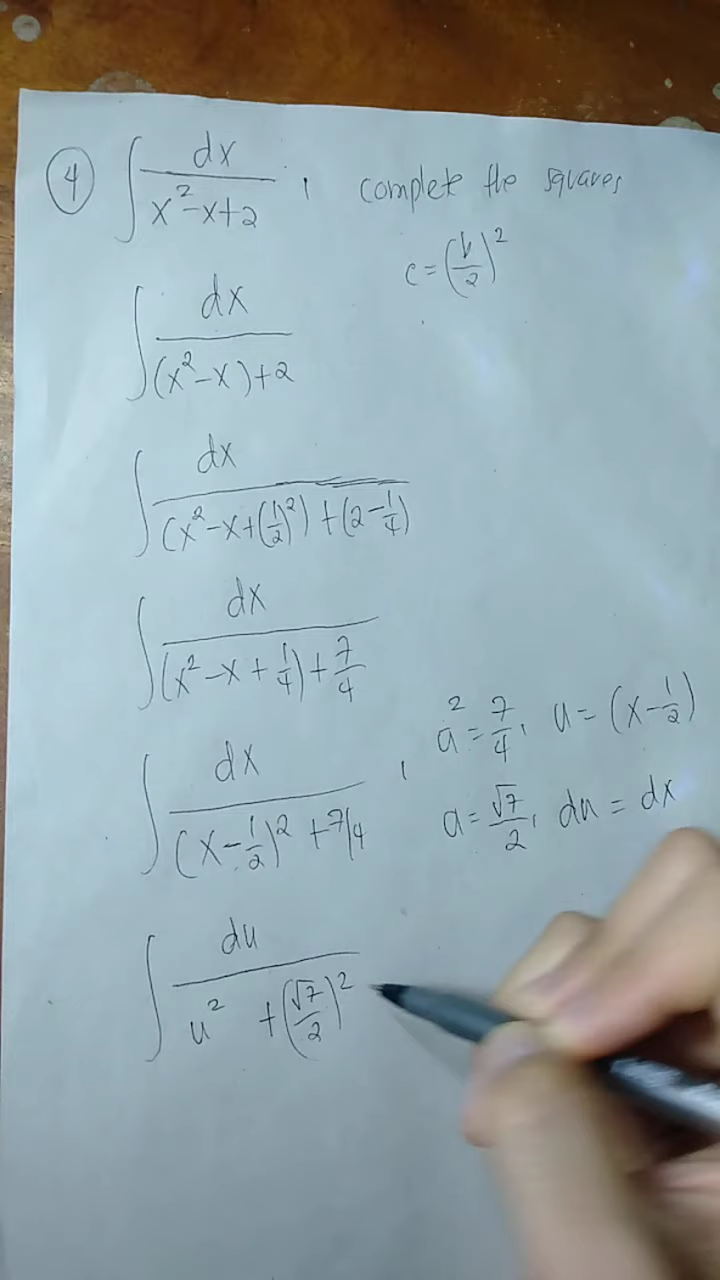 ④ ∫ dx / (x² - x + 2) , complete the squares
c = (b/2)²
∫ dx / ((x² - x) + 2)
∫ dx / ((x² - x + (1/2)²) + (2 - 1/4))
∫ dx / ((x² - x + 1/4) + 7/4)
a² = 7/4, u = (x - 1/2)
∫ dx / ((x - 1/2)² + 7/4) ,
a = √7/2, du = dx
∫ du / (u² + (√7/2)²)